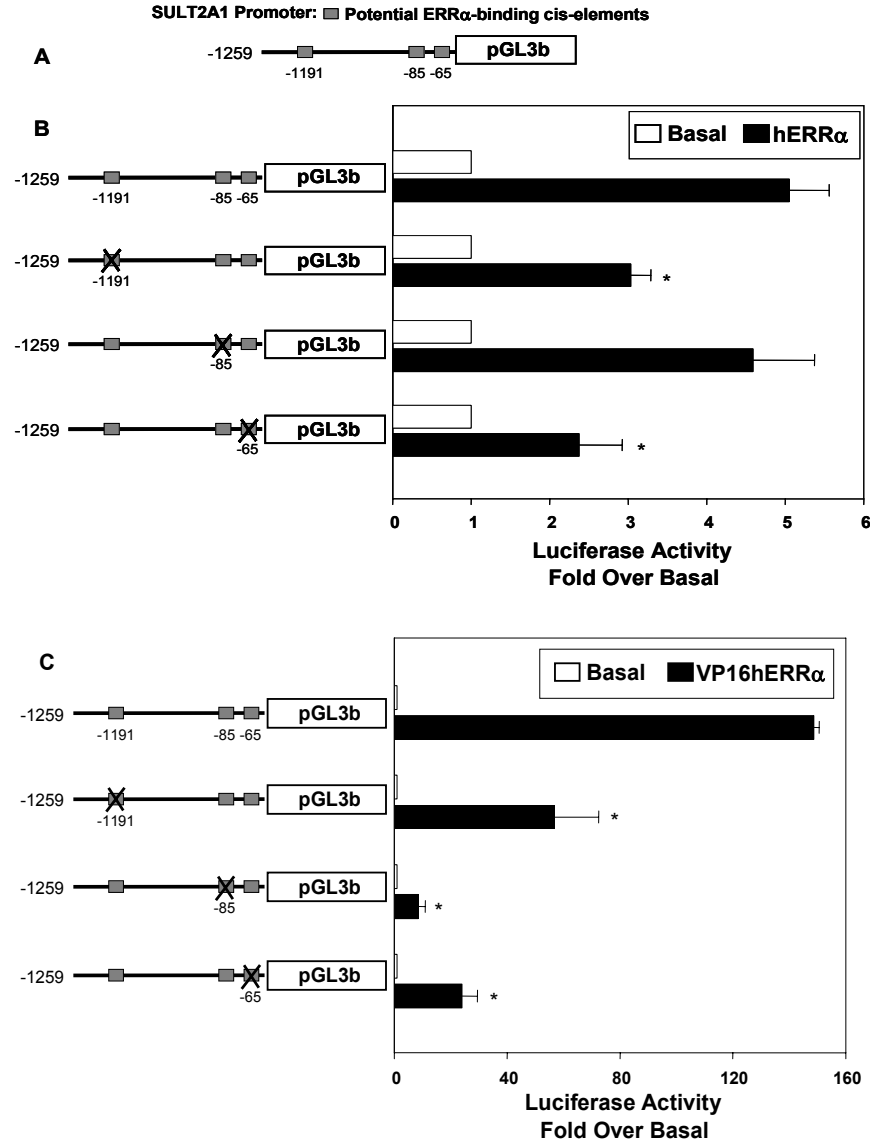 SULT2A1 Promoter: Potential ERRα-binding cis-elements
A
-1259 pGL3b
-1191 -85 -65
B
Basal hERRα
-1259 pGL3b
-1191 -85 -65
-1259 pGL3b
*
-1191
-1259 pGL3b
-85
-1259 pGL3b
*
-65
0 1 2 3 4 5 6
Luciferase Activity
Fold Over Basal
C
Basal VP16hERRα
-1259 pGL3b
-1191 -85 -65
-1259 pGL3b
*
-1191
-1259 pGL3b
*
-85
-1259 pGL3b
*
-65
0 40 80 120 160
Luciferase Activity
Fold Over Basal